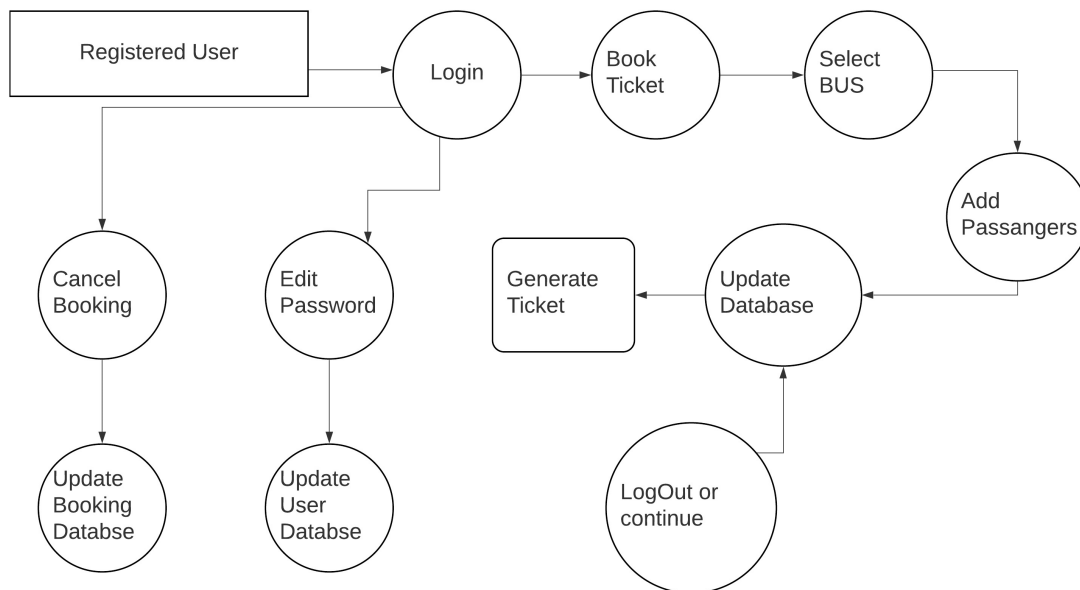 Registered User
Login
Book
Ticket
Select
BUS
Add
Passangers
Cancel
Booking
Edit
Password
Generate
Ticket
Update
Database
Update
Booking
Databse
Update
User
Databse
LogOut or
continue